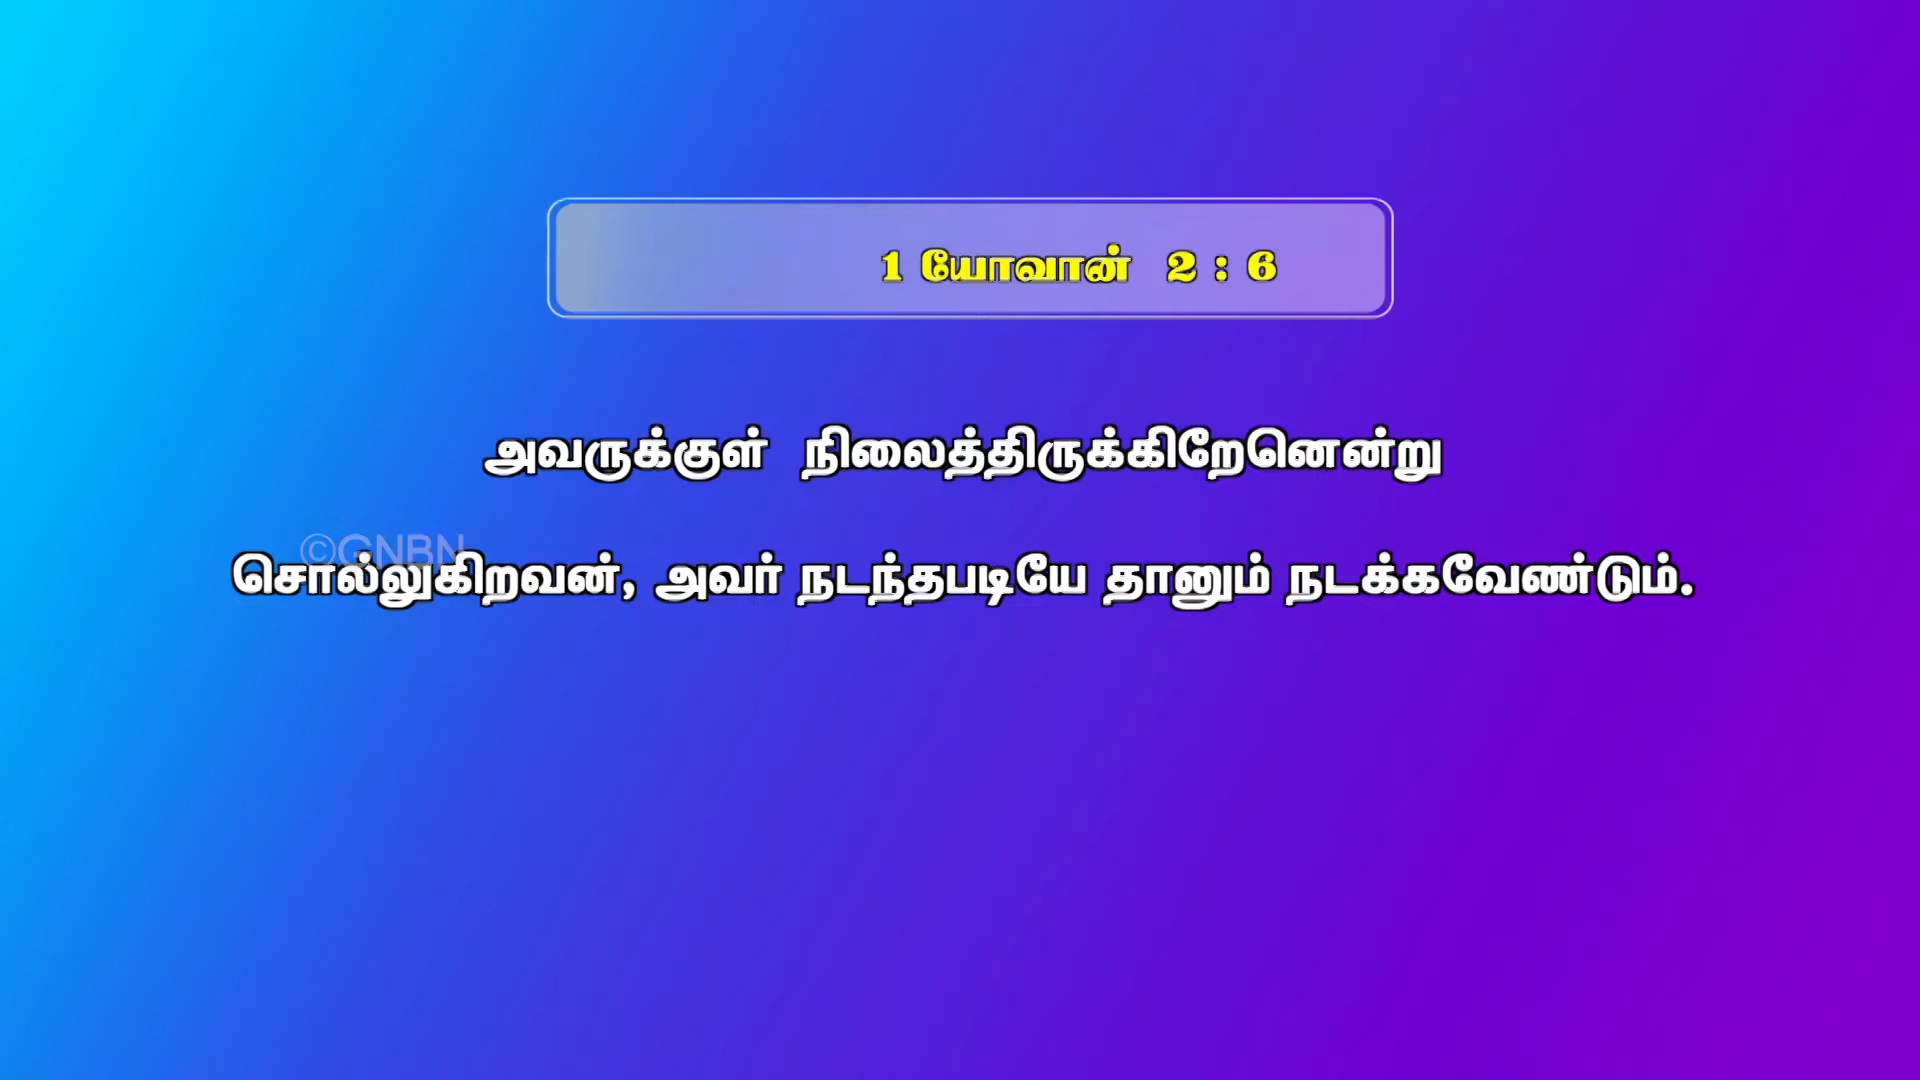 1 யோவான் 2 : 6
அவருக்குள் நிலைத்திருக்கிறேனென்று
©GNBN
சொல்லுகிறவன், அவர் நடந்தபடியே தானும் நடக்கவேண்டும்.